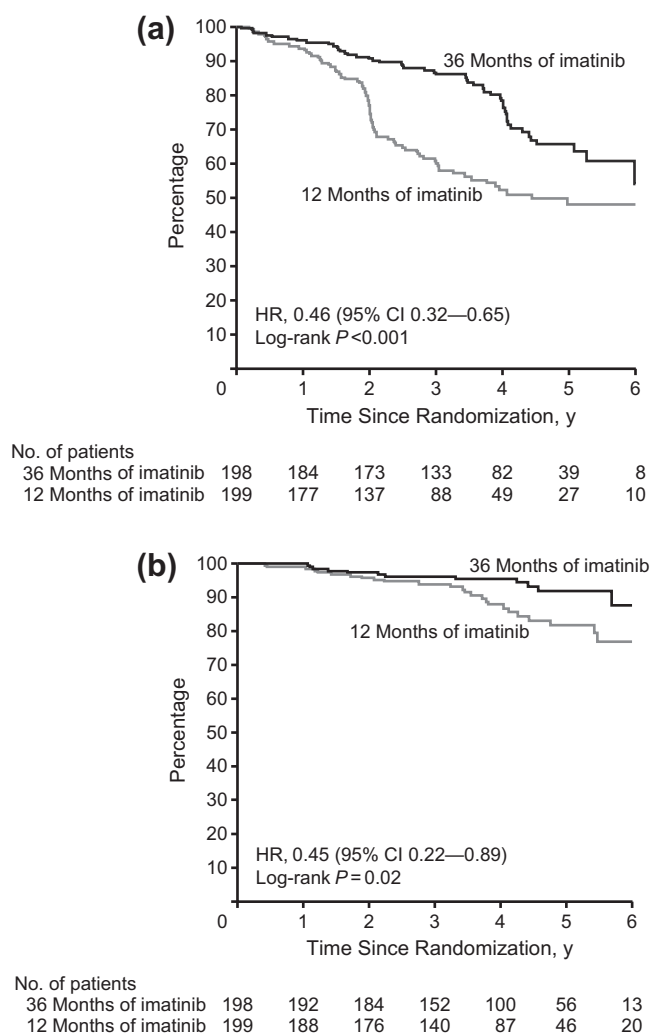 (a)
100
90
80
70
60
50
40
30
20
10
0
Percentage
36 Months of imatinib
12 Months of imatinib
HR, 0.46 (95% CI 0.32—0.65)
Log-rank P<0.001
1 2 3 4 5 6
Time Since Randomization, y
No. of patients
36 Months of imatinib 198 184 173 133 82 39 8
12 Months of imatinib 199 177 137 88 49 27 10
(b)
100
90
80
70
60
50
40
30
20
10
0
Percentage
36 Months of imatinib
12 Months of imatinib
HR, 0.45 (95% CI 0.22—0.89)
Log-rank P=0.02
1 2 3 4 5 6
Time Since Randomization, y
No. of patients
36 Months of imatinib 198 192 184 152 100 56 13
12 Months of imatinib 199 188 176 140 87 46 20